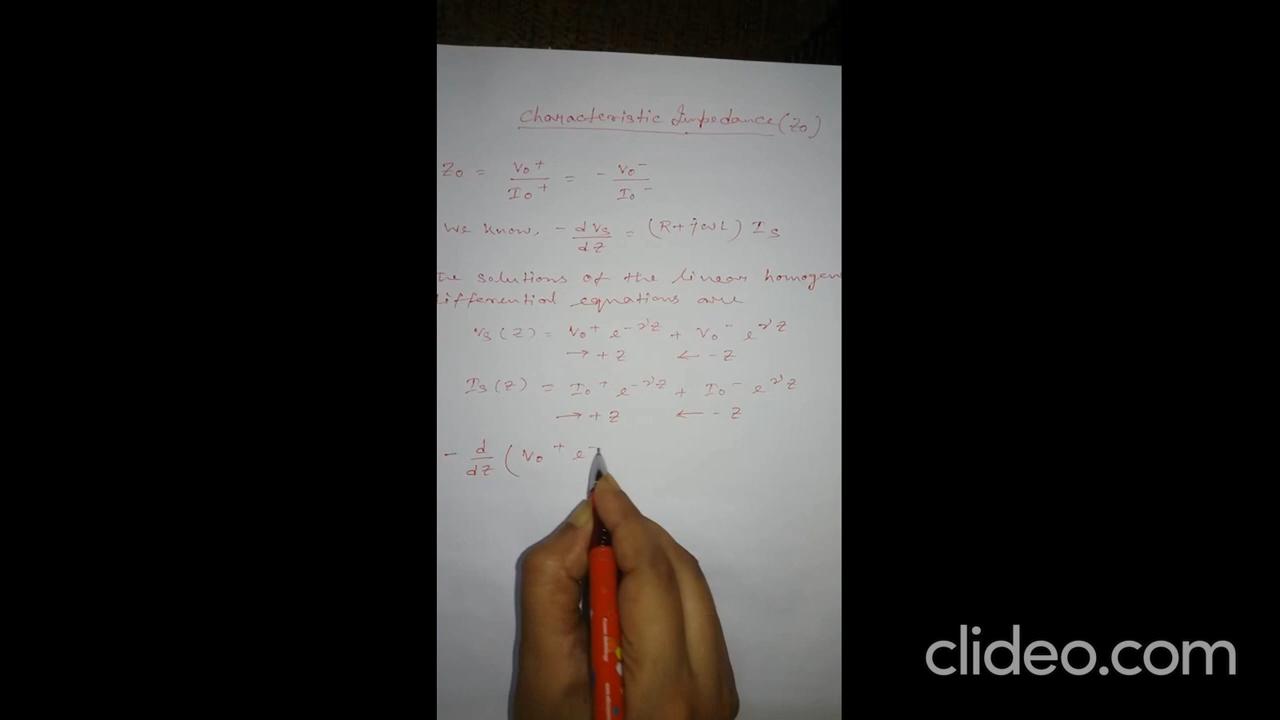 Characteristic Impedance (Z0)
Z0 = V0+ / I0+ = - V0- / I0-
We know, - dVs / dz = (R+jωL) Is
The solutions of the linear homogen
differential equations are
Vs(z) = V0+ e-γz + V0- eγz
→ + z ← - z
Is(z) = I0+ e-γz + I0- eγz
→ + z ← - z
- d / dz ( V0+ e-
clideo.com